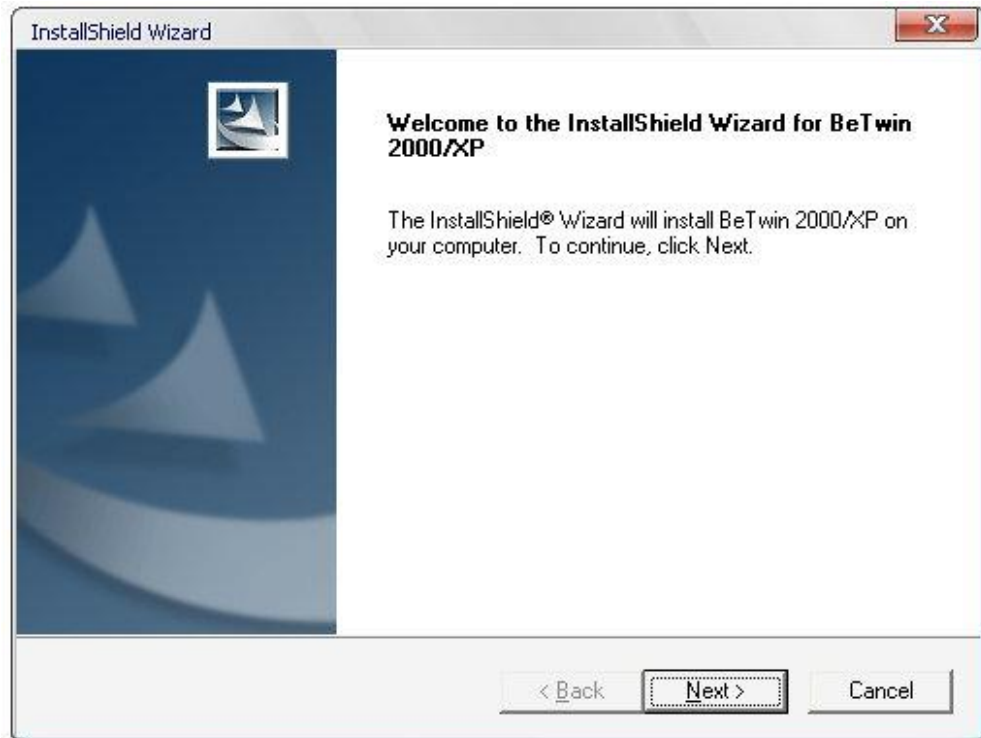 InstallShield Wizard
Welcome to the InstallShield Wizard for BeTwin
2000/XP
The InstallShield® Wizard will install BeTwin 2000/XP on
your computer. To continue, click Next.
< Back
Next >
Cancel